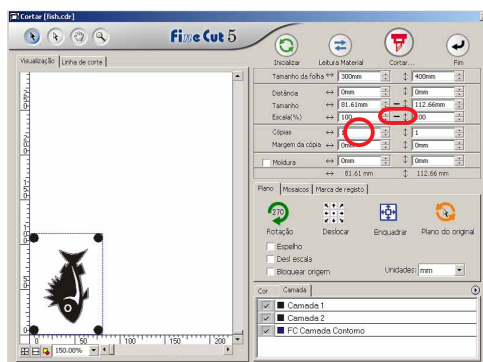 Cortar [fish.cdr]
FineCut 5
Inicializar Leitura Material Cortar... Fim
Visualização Linha de corte
Tamanho da folha 300mm 400mm
Distância 0mm 0mm
Tamanho 81.61mm 112.66mm
Escala(%) 100 100
Cópias 1 1
Margem da cópia 0mm 0mm
Moldura 0mm 0mm
81.61 mm 112.66 mm
Plano Mosaicos Marca de registo
270
Rotação Deslocar Enquadrar Plano do original
Espelho
Desl escala
Bloquear origem Unidades: mm
Cor Camada
Camada 1
Camada 2
FC Camada Contorno
0 50 100 150 200
150.00%